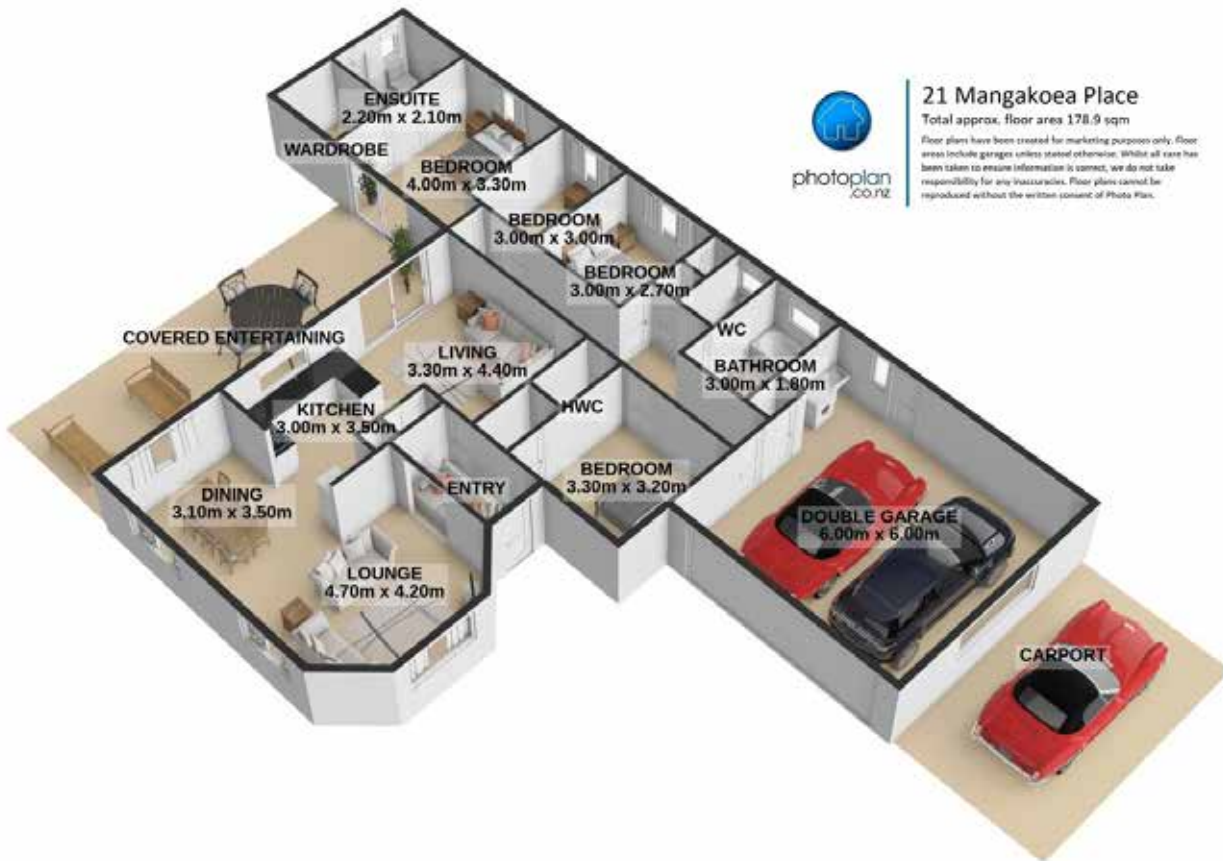 21 Mangakoea Place
Total approx. floor area 178.9 sqm
Floor plans have been created for marketing purposes only. Floor
areas include garages unless stated otherwise. Whilst all care has
been taken to ensure information is correct, we do not take
responsibility for any inaccuracies. Floor plans cannot be
reproduced without the written consent of Photo Plan.
photoplan
.co.nz
ENSUITE
2.20m x 2.10m
WARDROBE
BEDROOM
4.00m x 3.30m
BEDROOM
3.00m x 3.00m
BEDROOM
3.00m x 2.70m
WC
BATHROOM
3.00m x 1.80m
COVERED ENTERTAINING
LIVING
3.30m x 4.40m
HWC
KITCHEN
3.00m x 3.50m
BEDROOM
3.30m x 3.20m
ENTRY
DINING
3.10m x 3.50m
DOUBLE GARAGE
6.00m x 6.00m
LOUNGE
4.70m x 4.20m
CARPORT